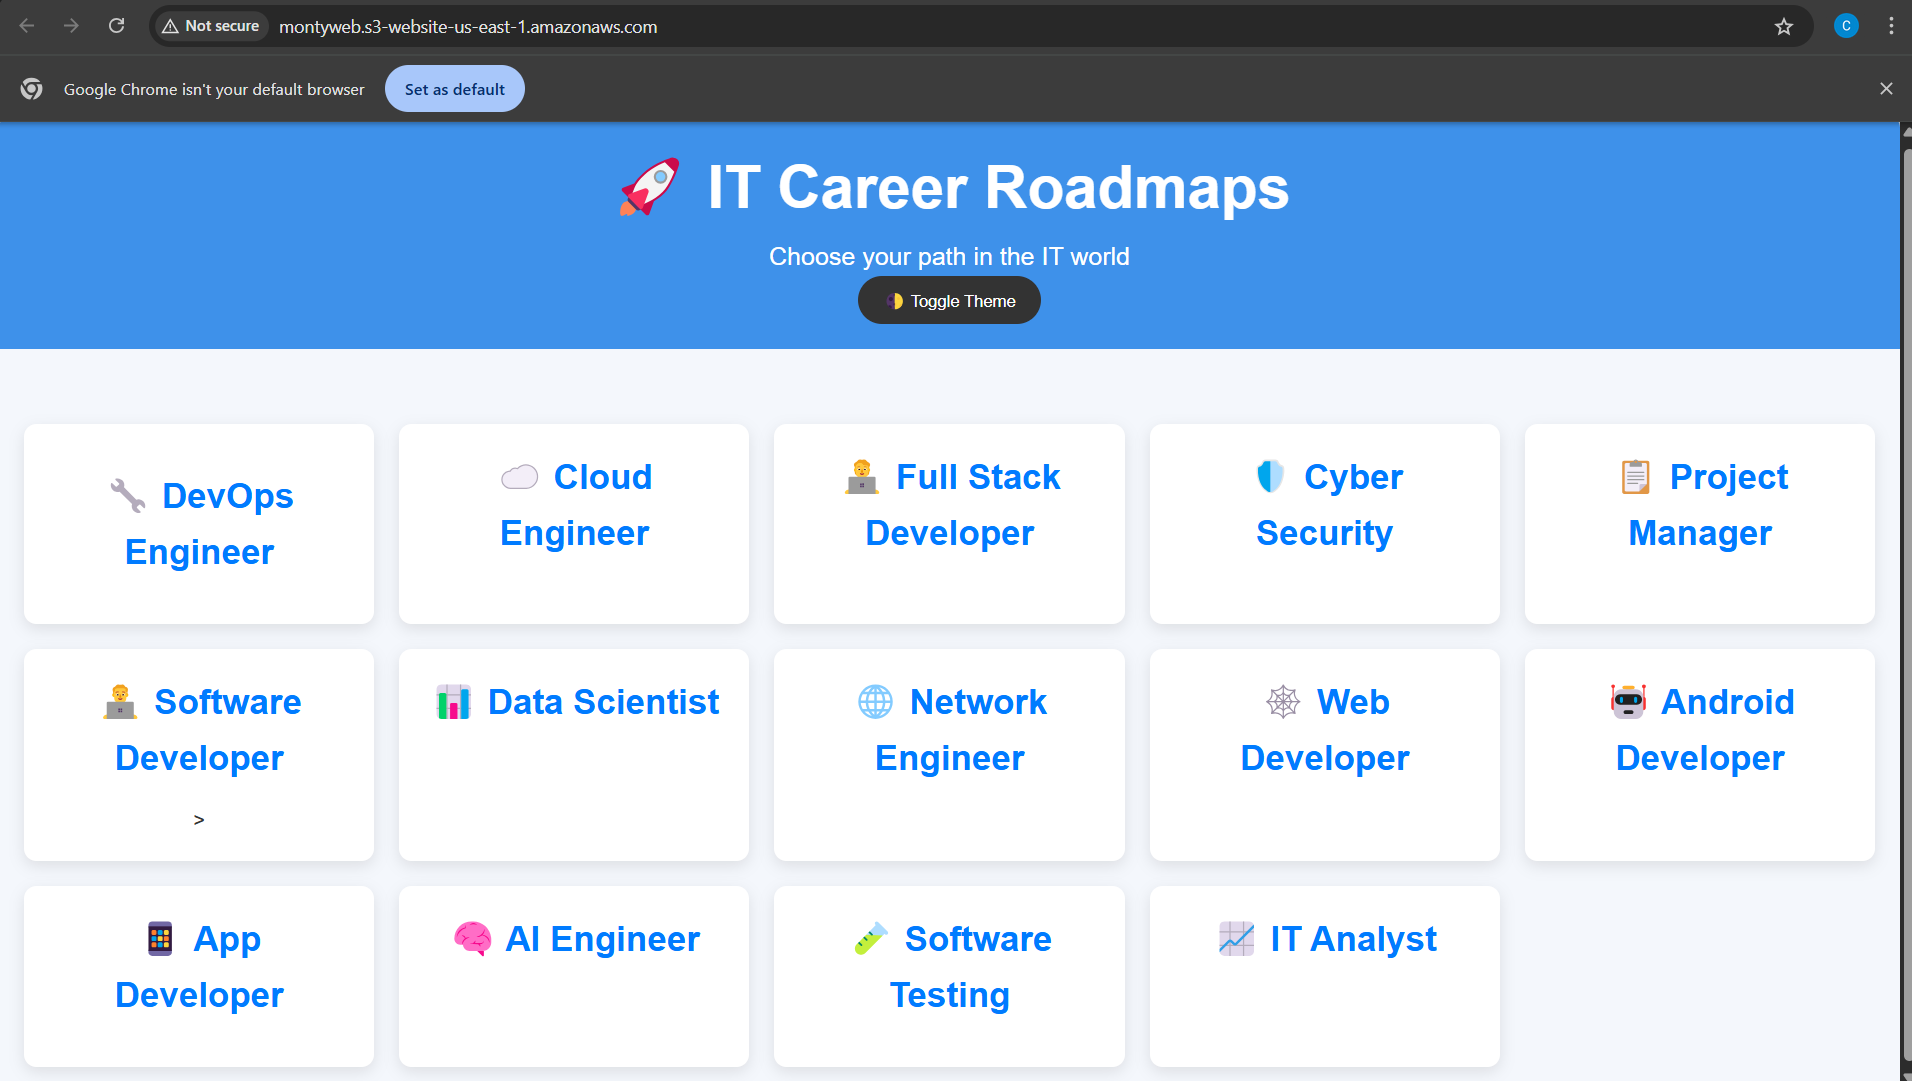 Not secure montyweb.s3-website-us-east-1.amazonaws.com C
Google Chrome isn't your default browser Set as default
IT Career Roadmaps
Choose your path in the IT world
Toggle Theme
DevOps
Engineer
Cloud
Engineer
Full Stack
Developer
Cyber
Security
Project
Manager
Software
Developer
>
Data Scientist
Network
Engineer
Web
Developer
Android
Developer
App
Developer
AI Engineer
Software
Testing
IT Analyst